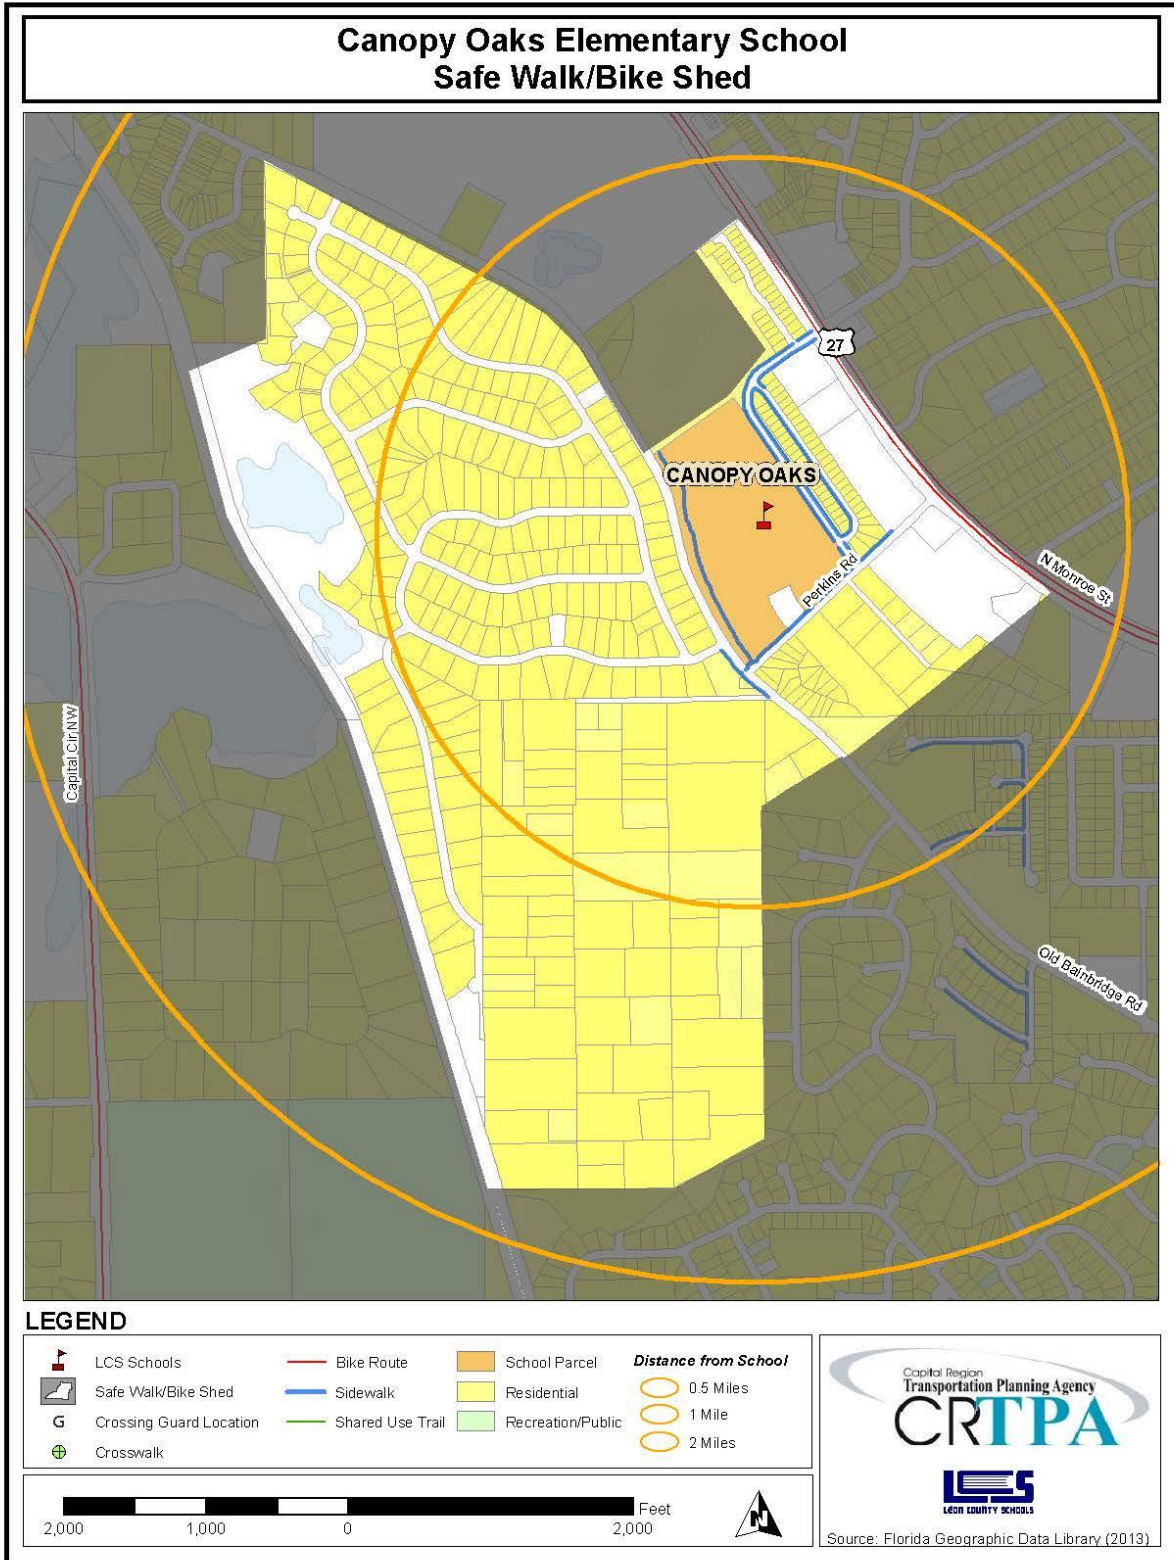 Canopy Oaks Elementary School
Safe Walk/Bike Shed
27
CANOPY OAKS
Perkins Rd
N Monroe St
Capital Cir NW
Old Bainbridge Rd
LEGEND
LCS Schools
Safe Walk/Bike Shed
G Crossing Guard Location
Crosswalk
Bike Route
Sidewalk
Shared Use Trail
School Parcel
Residential
Recreation/Public
Distance from School
0.5 Miles
1 Mile
2 Miles
2,000 1,000 0 2,000 Feet
N
Capital Region
Transportation Planning Agency
CRTPA
LCS
LEON COUNTY SCHOOLS
Source: Florida Geographic Data Library (2013)